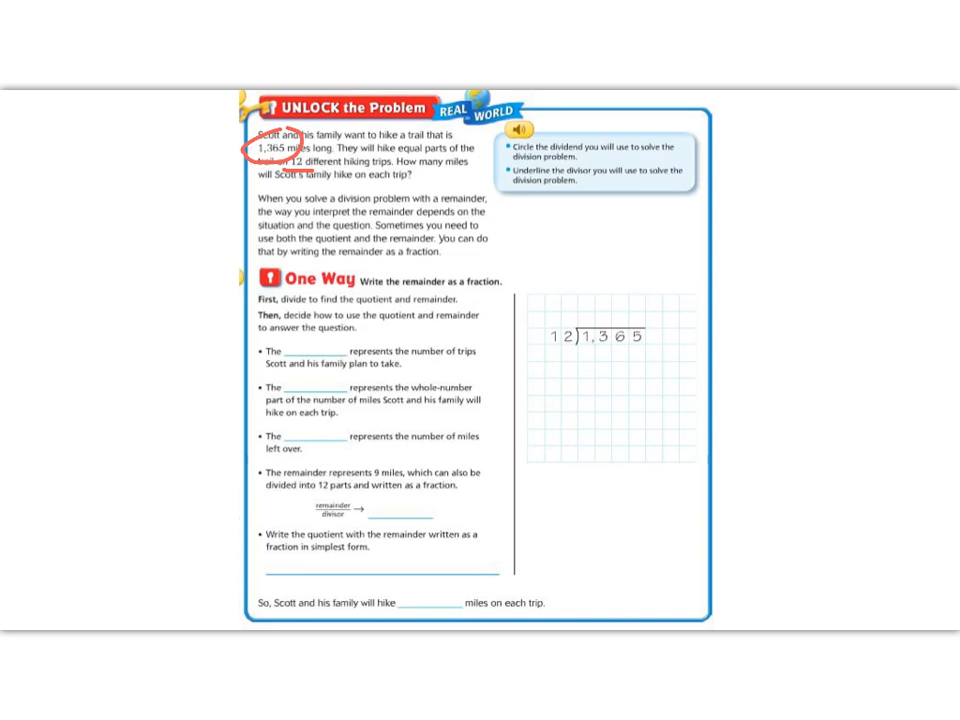 UNLOCK the Problem REAL WORLD
Scott and his family want to hike a trail that is
1,365 miles long. They will hike equal parts of the
trail on 12 different hiking trips. How many miles
will Scott's family hike on each trip?
• Circle the dividend you will use to solve the
division problem.
• Underline the divisor you will use to solve the
division problem.
When you solve a division problem with a remainder,
the way you interpret the remainder depends on the
situation and the question. Sometimes you need to
use both the quotient and the remainder. You can do
that by writing the remainder as a fraction.
One Way Write the remainder as a fraction.
First, divide to find the quotient and remainder.
Then, decide how to use the quotient and remainder
to answer the question.
• The ____ represents the number of trips
Scott and his family plan to take.
• The ____ represents the whole-number
part of the number of miles Scott and his family will
hike on each trip.
• The ____ represents the number of miles
left over.
• The remainder represents 9 miles, which can also be
divided into 12 parts and written as a fraction.
remainder
divisor → ____
• Write the quotient with the remainder written as a
fraction in simplest form.
So, Scott and his family will hike ____ miles on each trip.
12)1,365